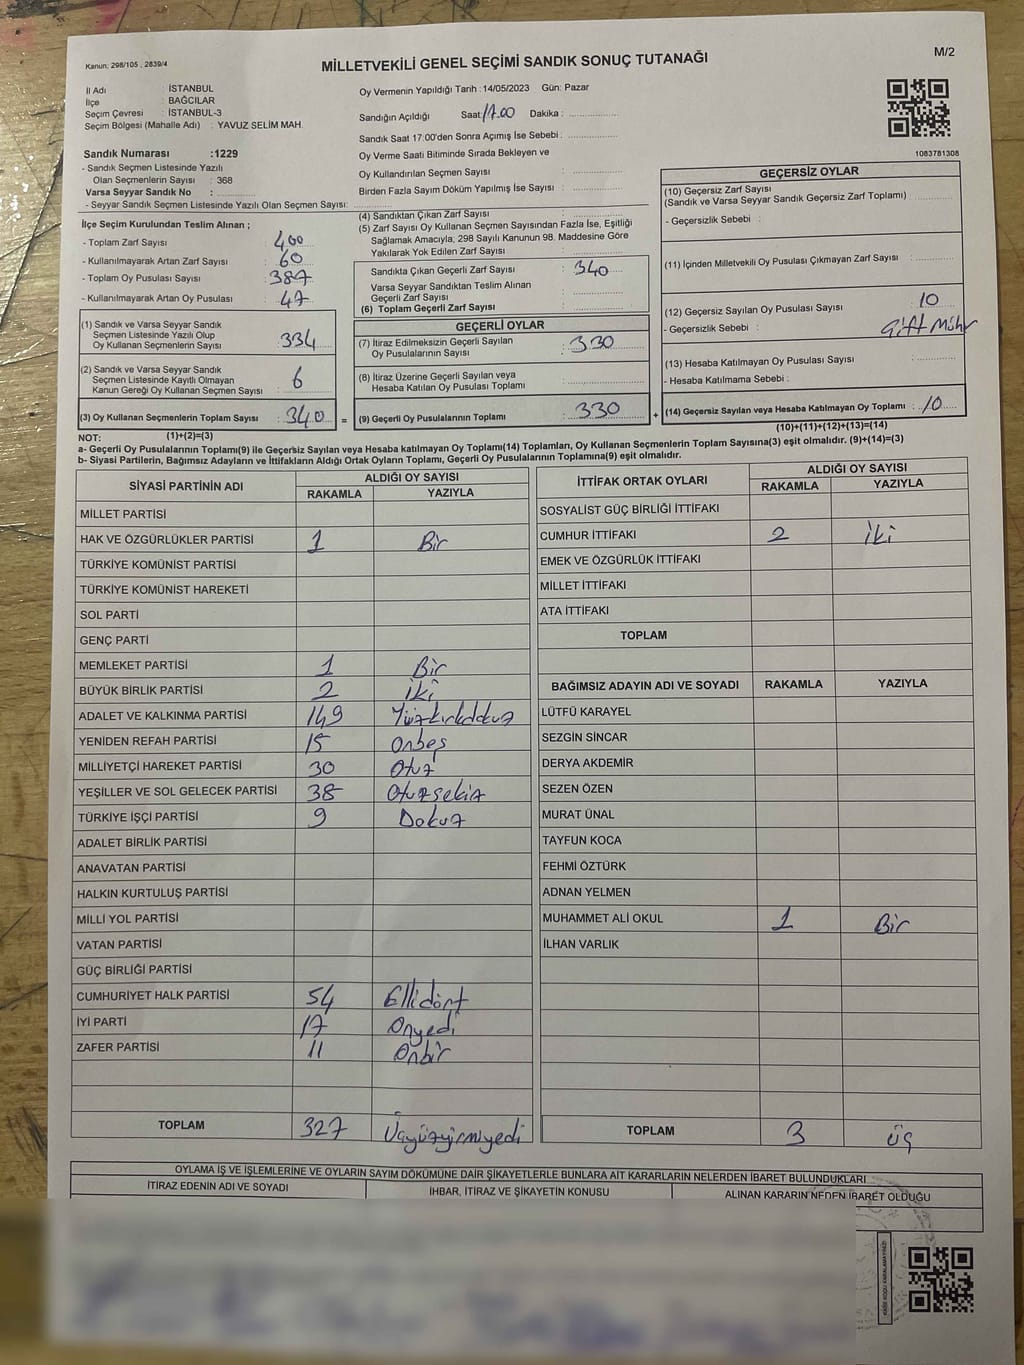 Kanun; 298/105 , 2839/4
MİLLETVEKİLİ GENEL SEÇİMİ SANDIK SONUÇ TUTANAĞI
M/2
İl Adı : İSTANBUL
İlçe : BAĞCILAR
Seçim Çevresi : İSTANBUL-3
Seçim Bölgesi (Mahalle Adı) : YAVUZ SELİM MAH.
Sandık Numarası :1229
- Sandık Seçmen Listesinde Yazılı
Olan Seçmenlerin Sayısı : 368
Varsa Seyyar Sandık No :
- Seyyar Sandık Seçmen Listesinde Yazılı Olan Seçmen Sayısı:
Oy Vermenin Yapıldığı Tarih :14/05/2023 Gün: Pazar
Sandığın Açıldığı Saat:17.00 Dakika :
Sandık Saat 17:00'den Sonra Açımış İse Sebebi :
Oy Verme Saati Bitiminde Sırada Bekleyen ve
Oy Kullandırılan Seçmen Sayısı :
Birden Fazla Sayım Döküm Yapılmış İse Sayısı :
1083781308
İlçe Seçim Kurulundan Teslim Alınan ;
- Toplam Zarf Sayısı : 400
- Kullanılmayarak Artan Zarf Sayısı : 60
- Toplam Oy Pusulası Sayısı : 387
- Kullanılmayarak Artan Oy Pusulası : 47
(1) Sandık ve Varsa Seyyar Sandık
Seçmen Listesinde Yazılı Olup
Oy Kullanan Seçmenlerin Sayısı : 334
(2) Sandık ve Varsa Seyyar Sandık
Seçmen Listesinde Kayıtlı Olmayan
Kanun Gereği Oy Kullanan Seçmen Sayısı : 6
(3) Oy Kullanan Seçmenlerin Toplam Sayısı : 340 =
(1)+(2)=(3)
(4) Sandıktan Çıkan Zarf Sayısı :
(5) Zarf Sayısı Oy Kullanan Seçmen Sayısından Fazla İse, Eşitliği
Sağlamak Amacıyla, 298 Sayılı Kanunun 98. Maddesine Göre
Yakılarak Yok Edilen Zarf Sayısı :
Sandıkta Çıkan Geçerli Zarf Sayısı : 340
Varsa Seyyar Sandıktan Teslim Alınan
Geçerli Zarf Sayısı :
(6) Toplam Geçerli Zarf Sayısı :
GEÇERLİ OYLAR
(7) İtiraz Edilmeksizin Geçerli Sayılan
Oy Pusulalarının Sayısı : 330
(8) İtiraz Üzerine Geçerli Sayılan veya
Hesaba Katılan Oy Pusulası Toplamı :
(9) Geçerli Oy Pusulalarının Toplamı : 330 +
GEÇERSİZ OYLAR
(10) Geçersiz Zarf Sayısı
(Sandık ve Varsa Seyyar Sandık Geçersiz Zarf Toplamı) :
- Geçersizlik Sebebi :
(11) İçinden Milletvekili Oy Pusulası Çıkmayan Zarf Sayısı :
(12) Geçersiz Sayılan Oy Pusulası Sayısı : 10
- Geçersizlik Sebebi : Çift Mühr
(13) Hesaba Katılmayan Oy Pusulası Sayısı :
- Hesaba Katılmama Sebebi :
(14) Geçersiz Sayılan veya Hesaba Katılmayan Oy Toplamı : 10
(10)+(11)+(12)+(13)=(14)
NOT:
a- Geçerli Oy Pusulalarının Toplamı(9) ile Geçersiz Sayılan veya Hesaba katılmayan Oy Toplamı(14) Toplamları, Oy Kullanan Seçmenlerin Toplam Sayısına(3) eşit olmalıdır. (9)+(14)=(3)
b- Siyasi Partilerin, Bağımsız Adayların ve İttifakların Aldığı Ortak Oyların Toplamı, Geçerli Oy Pusulalarının Toplamına(9) eşit olmalıdır.
SİYASİ PARTİNİN ADI
ALDIĞI OY SAYISI
RAKAMLA YAZIYLA
MİLLET PARTİSİ
HAK VE ÖZGÜRLÜKLER PARTİSİ 1 Bir
TÜRKİYE KOMÜNİST PARTİSİ
TÜRKİYE KOMÜNİST HAREKETİ
SOL PARTİ
GENÇ PARTİ
MEMLEKET PARTİSİ 1 Bir
BÜYÜK BİRLİK PARTİSİ 2 İki
ADALET VE KALKINMA PARTİSİ 149 Yüzkırkdokuz
YENİDEN REFAH PARTİSİ 15 Onbeş
MİLLİYETÇİ HAREKET PARTİSİ 30 Otuz
YEŞİLLER VE SOL GELECEK PARTİSİ 38 Otuzsekiz
TÜRKİYE İŞÇİ PARTİSİ 9 Dokuz
ADALET BİRLİK PARTİSİ
ANAVATAN PARTİSİ
HALKIN KURTULUŞ PARTİSİ
MİLLİ YOL PARTİSİ
VATAN PARTİSİ
GÜÇ BİRLİĞİ PARTİSİ
CUMHURİYET HALK PARTİSİ 54 Ellidört
İYİ PARTİ 17 Onyedi
ZAFER PARTİSİ 11 Onbir
TOPLAM 327 Üçyüzyirmiyedi
İTTİFAK ORTAK OYLARI
ALDIĞI OY SAYISI
RAKAMLA YAZIYLA
SOSYALİST GÜÇ BİRLİĞİ İTTİFAKI
CUMHUR İTTİFAKI 2 İki
EMEK VE ÖZGÜRLÜK İTTİFAKI
MİLLET İTTİFAKI
ATA İTTİFAKI
TOPLAM
BAĞIMSIZ ADAYIN ADI VE SOYADI RAKAMLA YAZIYLA
LÜTFÜ KARAYEL
SEZGİN SİNCAR
DERYA AKDEMİR
SEZEN ÖZEN
MURAT ÜNAL
TAYFUN KOCA
FEHMİ ÖZTÜRK
ADNAN YELMEN
MUHAMMET ALİ OKUL 1 Bir
İLHAN VARLIK
TOPLAM 3 üç
OYLAMA İŞ VE İŞLEMLERİNE VE OYLARIN SAYIM DÖKÜMÜNE DAİR ŞİKAYETLERLE BUNLARA AİT KARARLARIN NELERDEN İBARET BULUNDUKLARI
İTİRAZ EDENİN ADI VE SOYADI
İHBAR, İTİRAZ VE ŞİKAYETİN KONUSU
ALINAN KARARIN NEDEN İBARET OLDUĞU